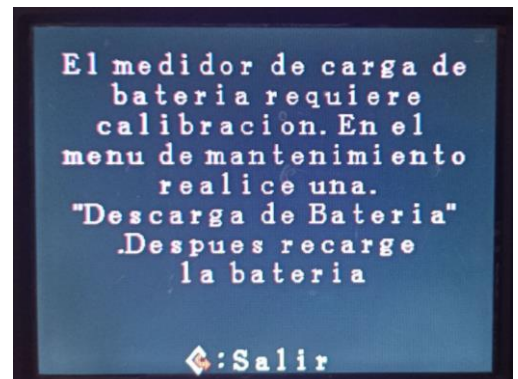 El medidor de carga de
bateria requiere
calibracion. En el
menu de mantenimiento
realice una.
"Descarga de Bateria"
.Despues recarge
la bateria
:Salir